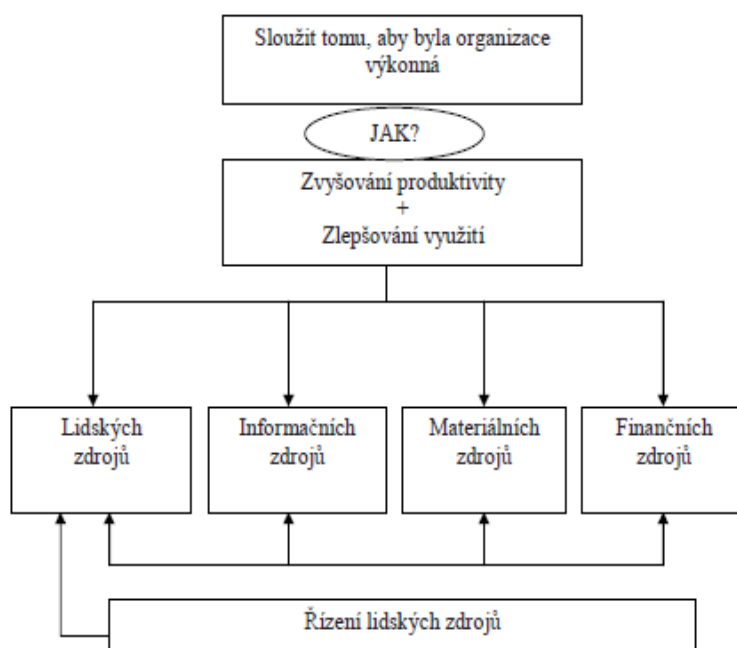 Sloužit tomu, aby byla organizace
výkonná
JAK?
Zvyšování produktivity
+
Zlepšování využití
Lidských
zdrojů
Informačních
zdrojů
Materiálních
zdrojů
Finančních
zdrojů
Řízení lidských zdrojů